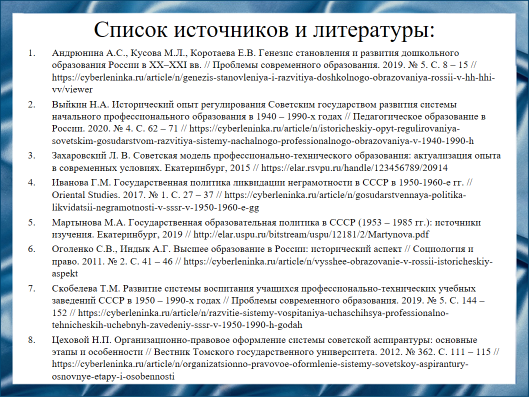 Список источников и литературы:
1. Андрюнина А.С., Кусова М.Л., Коротаева Е.В. Генезис становления и развития дошкольного
образования России в XX–XXI вв. // Проблемы современного образования. 2019. № 5. С. 8 – 15 //
https://cyberleninka.ru/article/n/genezis-stanovleniya-i-razvitiya-doshkolnogo-obrazovaniya-rossii-v-hh-hhi-
vv/viewer
2. Выйкин Н.А. Исторический опыт регулирования Советским государством развития системы
начального профессионального образования в 1940 – 1990-х годах // Педагогическое образование в
России. 2020. № 4. С. 62 – 71 // https://cyberleninka.ru/article/n/istoricheskiy-opyt-regulirovaniya-
sovetskim-gosudarstvom-razvitiya-sistemy-nachalnogo-professionalnogo-obrazovaniya-v-1940-1990-h
3. Захаровский Л. В. Советская модель профессионально-технического образования: актуализация опыта
в современных условиях. Екатеринбург, 2015 // https://elar.rsvpu.ru/handle/123456789/20914
4. Иванова Г.М. Государственная политика ликвидации неграмотности в СССР в 1950-1960-е гг. //
Oriental Studies. 2017. № 1. С. 27 – 37 // https://cyberleninka.ru/article/n/gosudarstvennaya-politika-
likvidatsii-negramotnosti-v-sssr-v-1950-1960-e-gg
5. Мартынова М.А. Государственная образовательная политика в СССР (1953 – 1985 гг.): источники
изучения. Екатеринбург, 2019 // http://elar.uspu.ru/bitstream/uspu/12181/2/Martynova.pdf
6. Оголенко С.В., Индык А.Г. Высшее образование в России: исторический аспект // Социология и
право. 2011. № 2. С. 41 – 46 // https://cyberleninka.ru/article/n/vysshee-obrazovanie-v-rossii-istoricheskiy-
aspekt
7. Скобелева Т.М. Развитие системы воспитания учащихся профессионально-технических учебных
заведений СССР в 1950 – 1990-х годах // Проблемы современного образования. 2019. № 5. С. 144 –
152 // https://cyberleninka.ru/article/n/razvitie-sistemy-vospitaniya-uchaschihsya-professionalno-
tehnicheskih-uchebnyh-zavedeniy-sssr-v-1950-1990-h-godah
8. Цеховой Н.П. Организационно-правовое оформление системы советской аспирантуры: основные
этапы и особенности // Вестник Томского государственного университета. 2012. № 362. С. 111 – 115 //
https://cyberleninka.ru/article/n/organizatsionno-pravovoe-oformlenie-sistemy-sovetskoy-aspirantury-
osnovnye-etapy-i-osobennosti